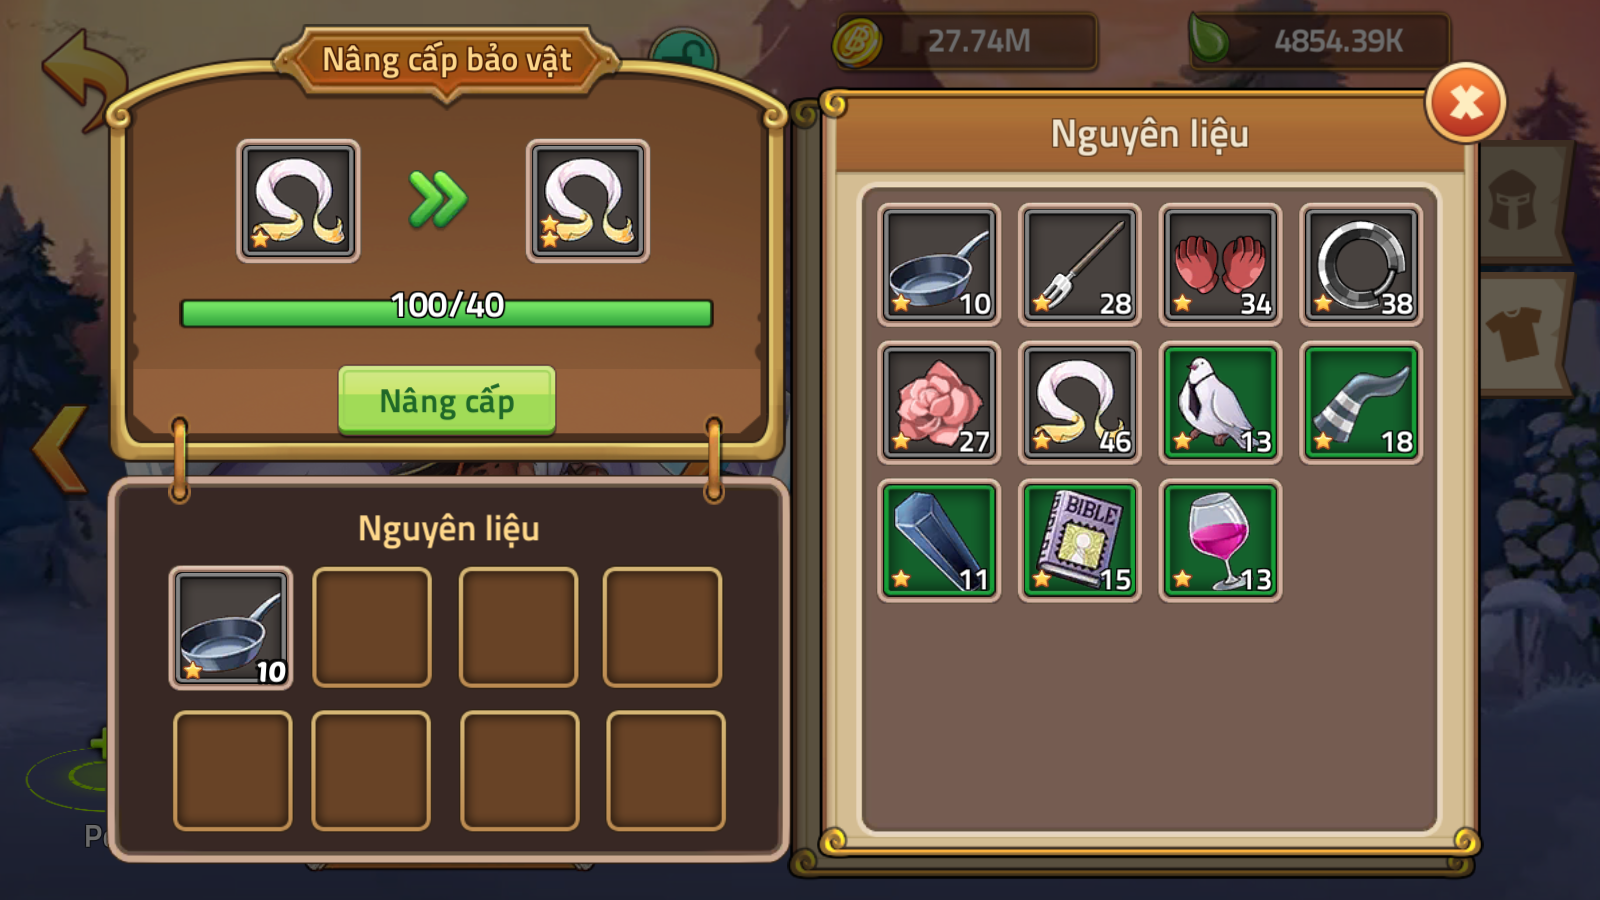 Nâng cấp bảo vật
27.74M
4854.39K
100/40
Nâng cấp
Nguyên liệu
10
Nguyên liệu
10
28
34
38
27
46
13
18
11
BIBLE
15
13